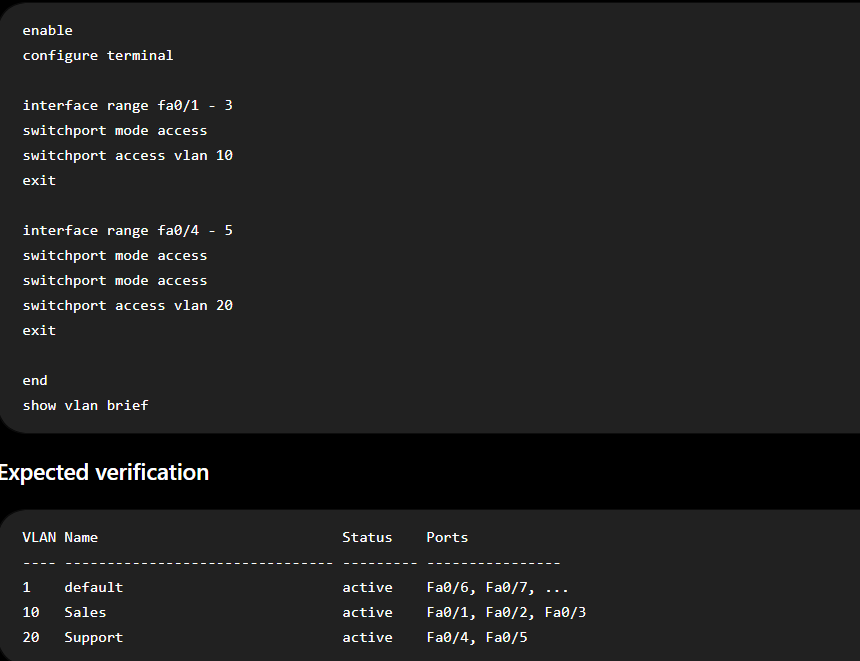 enable
configure terminal
interface range fa0/1 - 3
switchport mode access
switchport access vlan 10
exit
interface range fa0/4 - 5
switchport mode access
switchport mode access
switchport access vlan 20
exit
end
show vlan brief
Expected verification
VLAN Name                             Status    Ports
---- -------------------------------- --------- ----------------
1    default                          active    Fa0/6, Fa0/7, ...
10   Sales                            active    Fa0/1, Fa0/2, Fa0/3
20   Support                          active    Fa0/4, Fa0/5